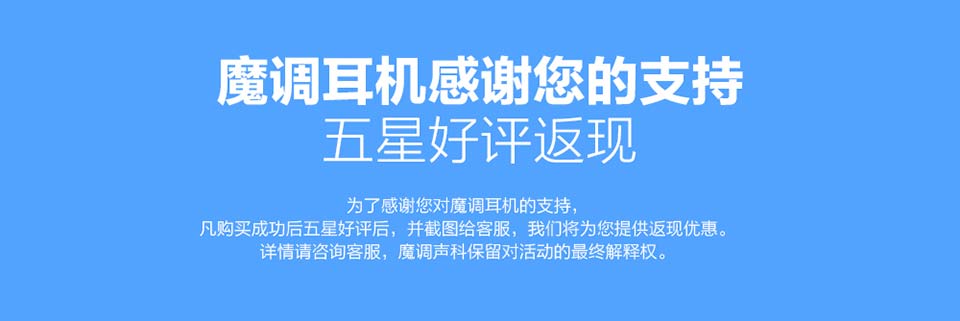 魔调耳机感谢您的支持
五星好评返现
为了感谢您对魔调耳机的支持，
凡购买成功后五星好评后，并截图给客服，我们将为您提供返现优惠。
详情请咨询客服，魔调声科保留对活动的最终解释权。